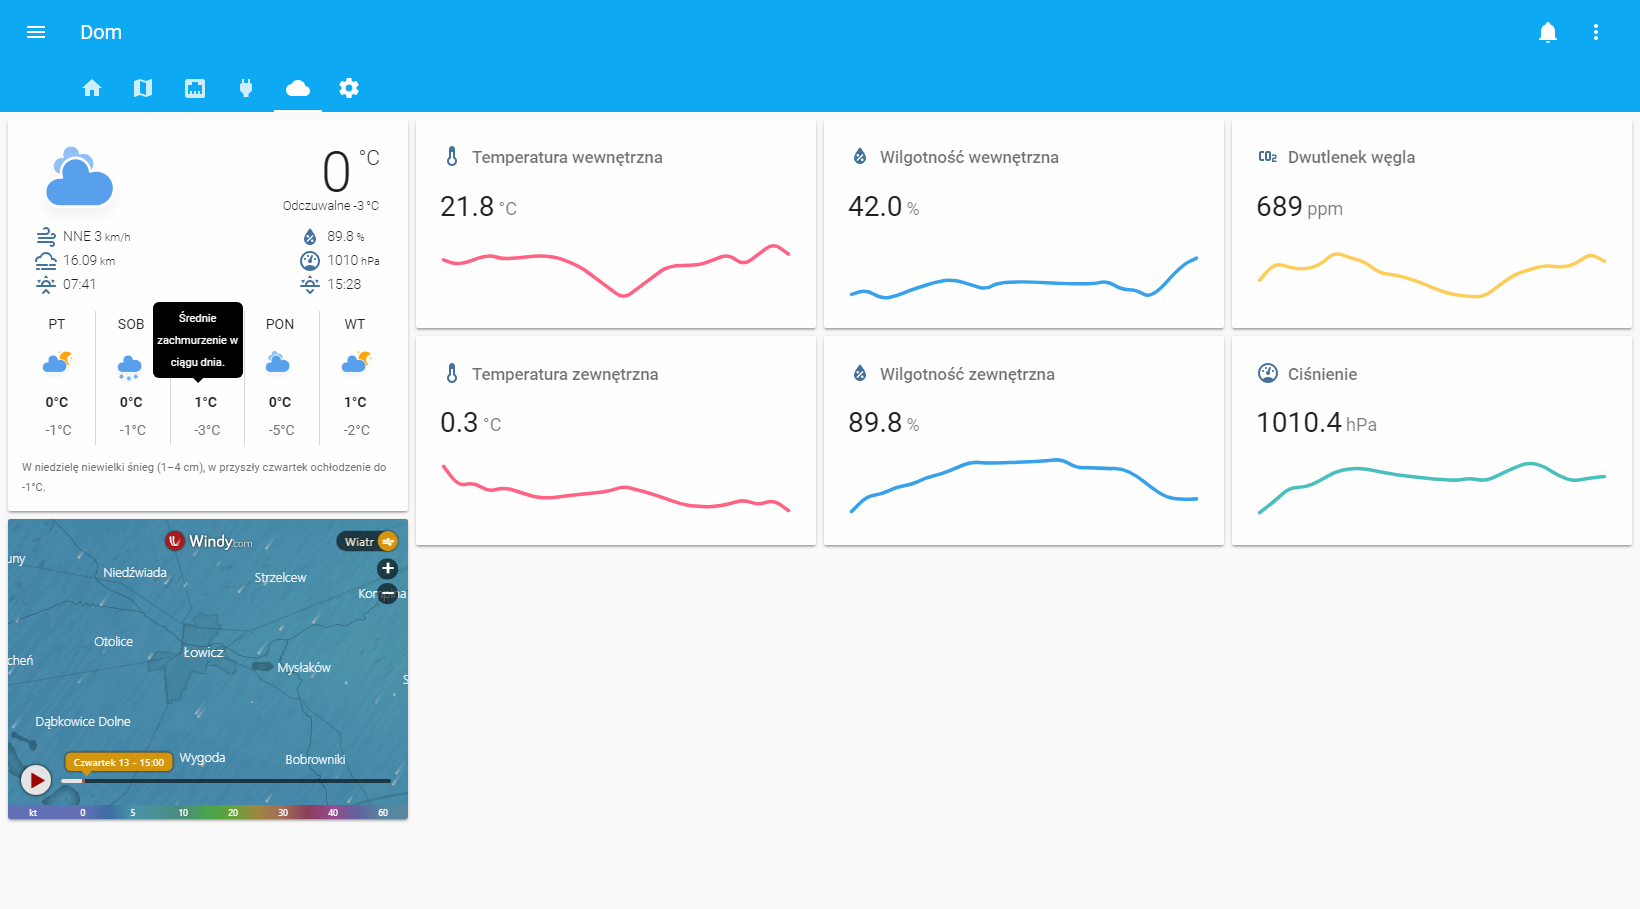 Dom
0 °C
Odczuwalne -3 °C
NNE 3 km/h
89.8 %
16.09 km
1010 hPa
07:41
15:28
PT
SOB
PON
WT
Średnie
zachmurzenie w
ciągu dnia.
0°C
0°C
1°C
0°C
1°C
-1°C
-1°C
-3°C
-5°C
-2°C
W niedzielę niewielki śnieg (1–4 cm), w przyszły czwartek ochłodzenie do
-1°C.
Temperatura wewnętrzna
21.8 °C
Wilgotność wewnętrzna
42.0 %
CO2 Dwutlenek węgla
689 ppm
Temperatura zewnętrzna
0.3 °C
Wilgotność zewnętrzna
89.8 %
Ciśnienie
1010.4 hPa
Windy.com
Wiatr
Niedźwiada
Strzelcew
Otolice
Łowicz
cheń
Mysłaków
S
Dąbkowice Dolne
Wygoda
Bobrowniki
Czwartek 13 - 15:00
kt 0 5 10 20 30 40 60